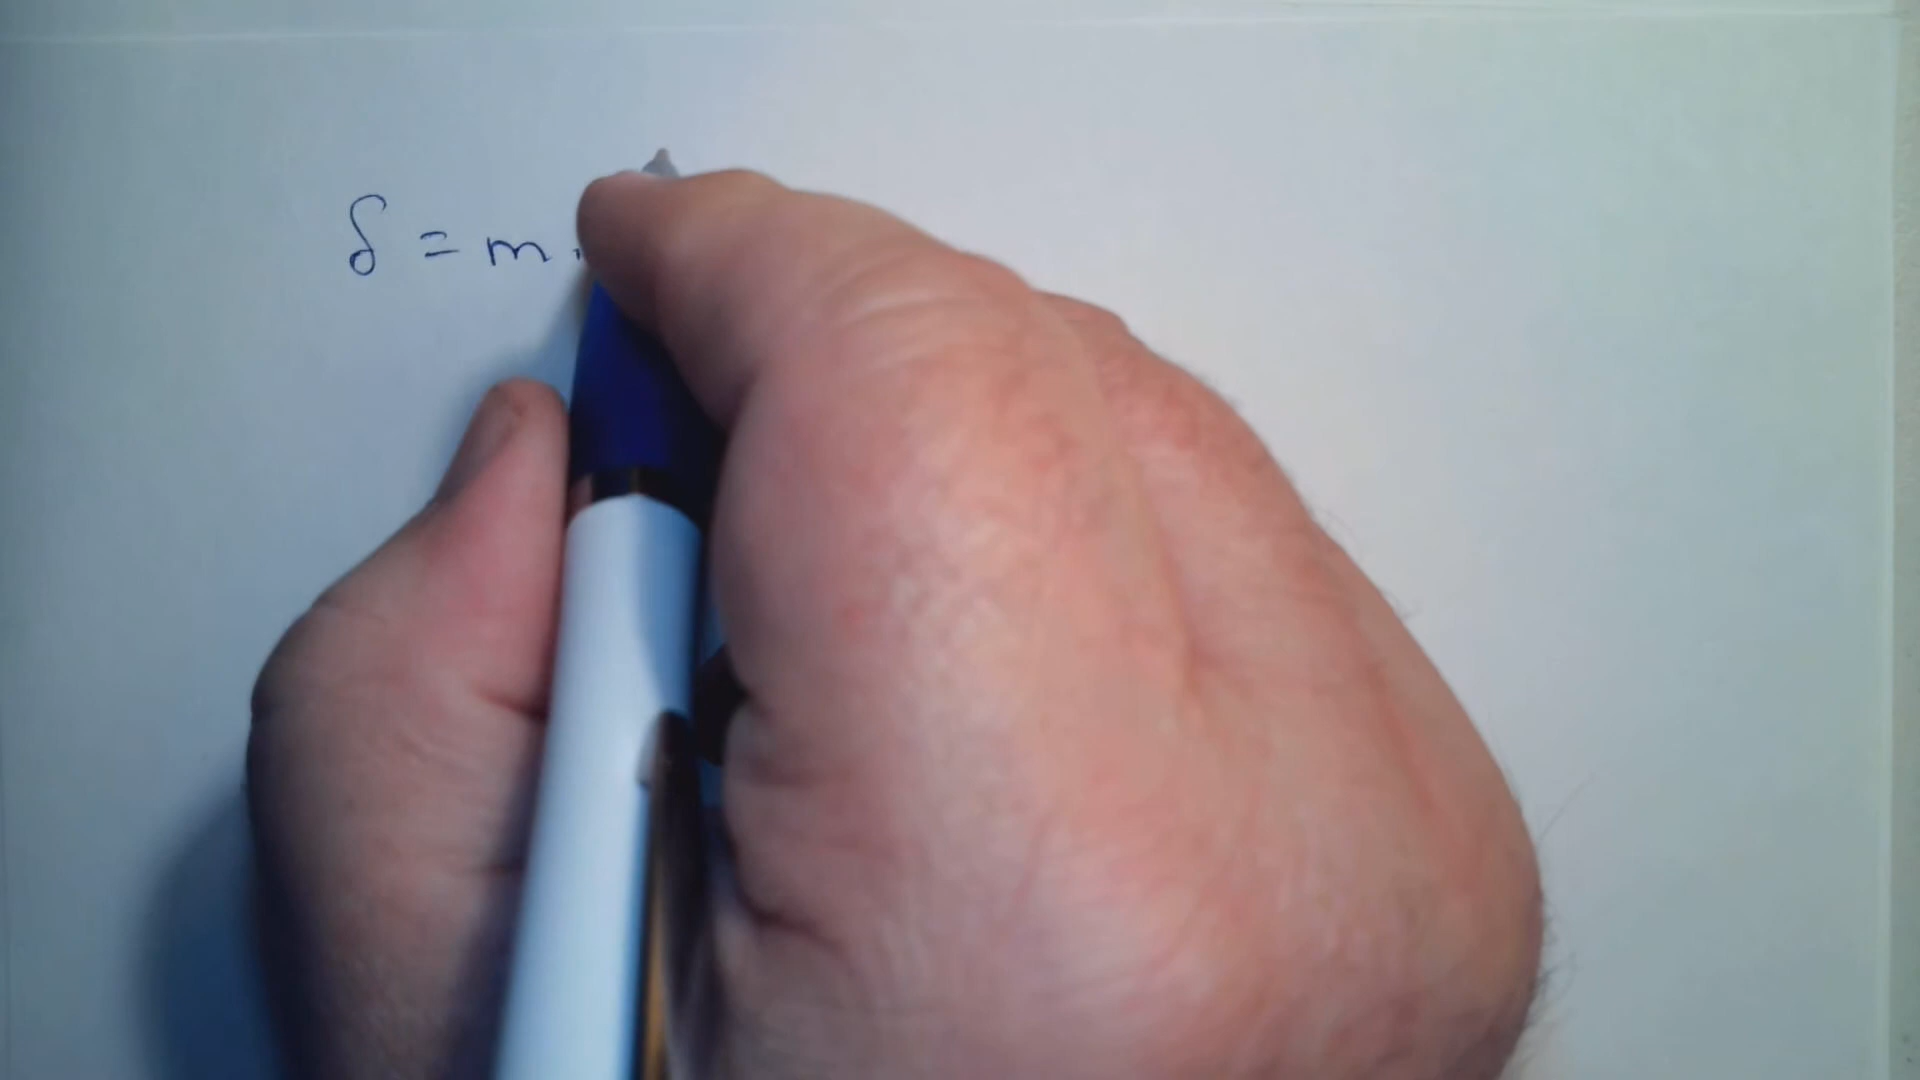 δ = m